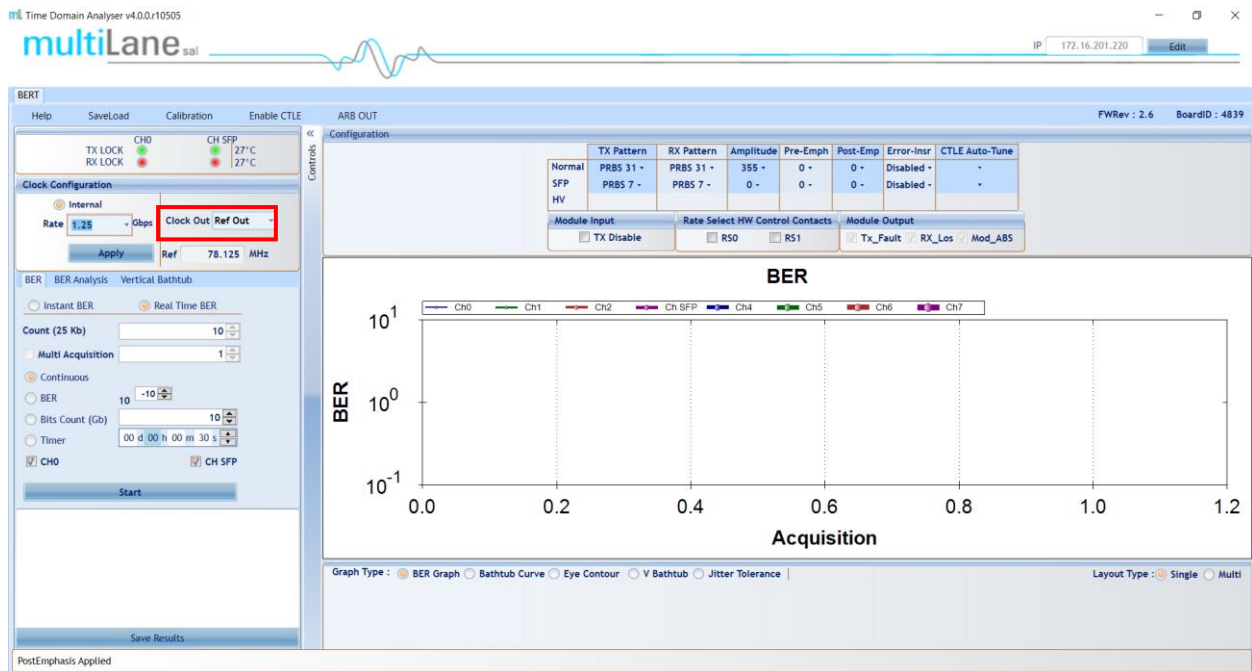 ml Time Domain Analyser v4.0.0.r10505
multiLane sal
IP 172.16.201.220 Edit
BERT
Help SaveLoad Calibration Enable CTLE ARB OUT FWRev : 2.6 BoardID : 4839
CH0 CH SFP
TX LOCK 27°C
RX LOCK 27°C
Clock Configuration
Internal
Rate 1.25 Gbps Clock Out Ref Out
Apply Ref 78.125 MHz
BER BER Analysis Vertical Bathtub
Instant BER Real Time BER
Count (25 Kb) 10
Multi Acquisition 1
Continuous
BER 10 -10
Bits Count (Gb) 10
Timer 00 d 00 h 00 m 30 s
CH0 CH SFP
Start
Save Results
PostEmphasis Applied
« Controls
Configuration
TX Pattern RX Pattern Amplitude Pre-Emph Post-Emp Error-Insr CTLE Auto-Tune
Normal PRBS 31 PRBS 31 355 0 0 Disabled
SFP PRBS 7 PRBS 7 0 0 0 Disabled
HV
Module Input Rate Select HW Control Contacts Module Output
TX Disable RS0 RS1 Tx_Fault RX_Los Mod_ABS
BER
Ch0 Ch1 Ch2 Ch SFP Ch4 Ch5 Ch6 Ch7
10^1
BER
10^0
10^-1
0.0 0.2 0.4 0.6 0.8 1.0 1.2
Acquisition
Graph Type : BER Graph Bathtub Curve Eye Contour V Bathtub Jitter Tolerance Layout Type : Single Multi